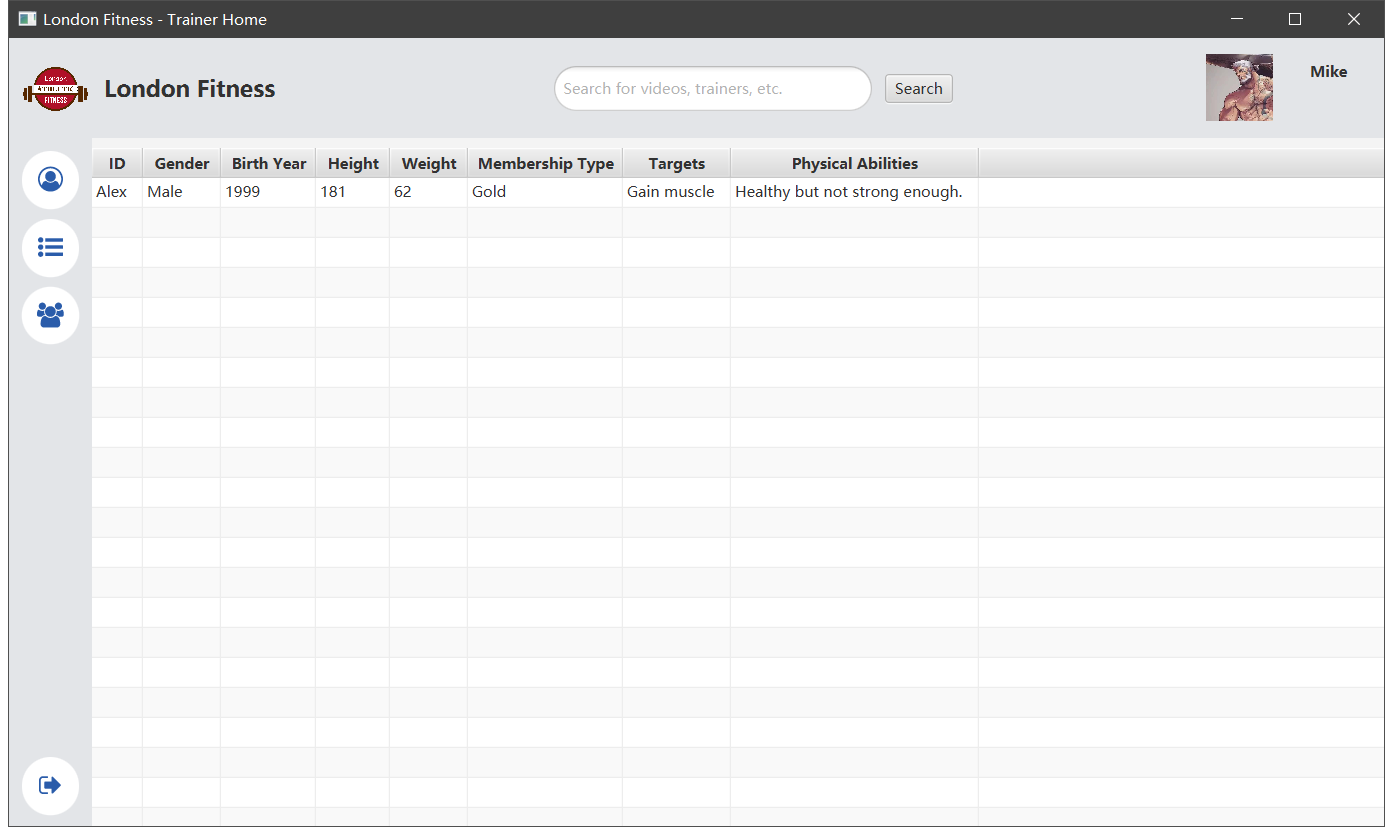 London Fitness - Trainer Home
London
FITNESS
London Fitness
Search for videos, trainers, etc.
Search
Mike
ID Gender Birth Year Height Weight Membership Type Targets Physical Abilities
Alex Male 1999 181 62 Gold Gain muscle Healthy but not strong enough.